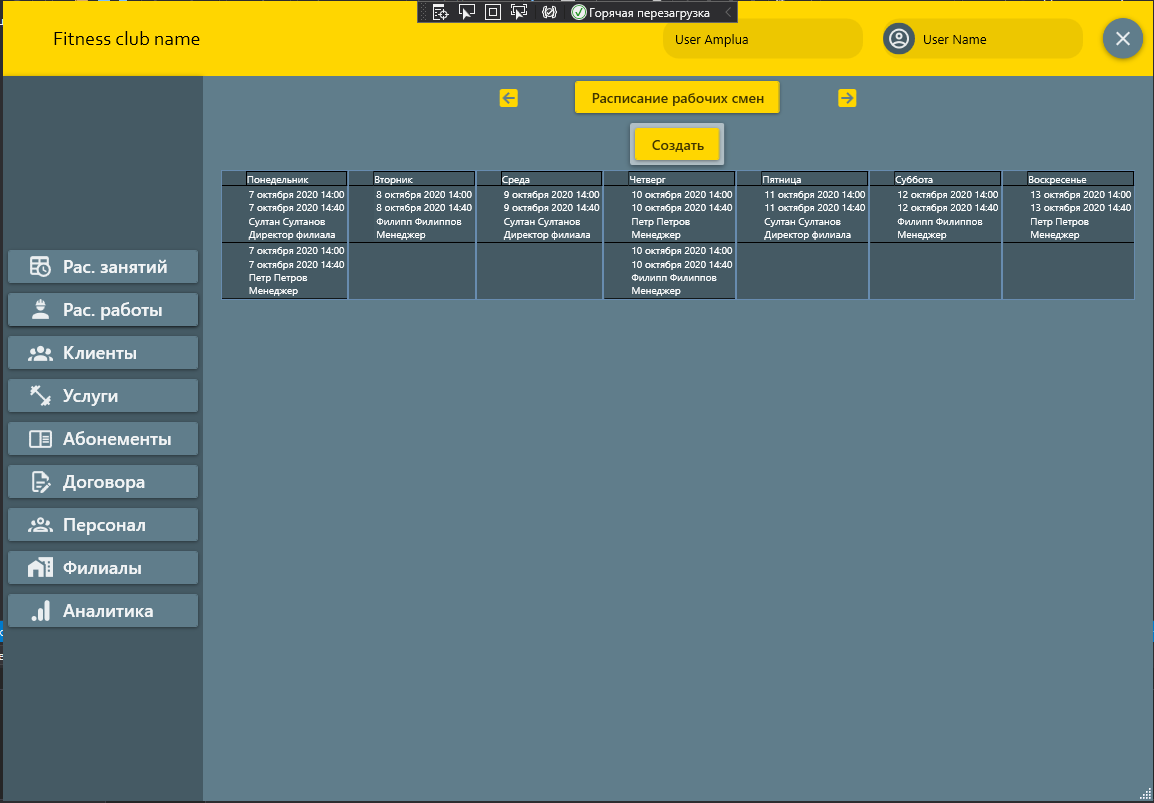 Горячая перезагрузка
Fitness club name
User Amplua
User Name
Расписание рабочих смен
Создать
Понедельник Вторник Среда Четверг Пятница Суббота Воскресенье
7 октября 2020 14:00 8 октября 2020 14:00 9 октября 2020 14:00 10 октября 2020 14:00 11 октября 2020 14:00 12 октября 2020 14:00 13 октября 2020 14:00
7 октября 2020 14:40 8 октября 2020 14:40 9 октября 2020 14:40 10 октября 2020 14:40 11 октября 2020 14:40 12 октября 2020 14:40 13 октября 2020 14:40
Султан Султанов Филипп Филиппов Султан Султанов Петр Петров Султан Султанов Филипп Филиппов Петр Петров
Директор филиала Менеджер Директор филиала Менеджер Директор филиала Менеджер Менеджер
7 октября 2020 14:00 10 октября 2020 14:00
7 октября 2020 14:40 10 октября 2020 14:40
Петр Петров Филипп Филиппов
Менеджер Менеджер
Рас. занятий
Рас. работы
Клиенты
Услуги
Абонементы
Договора
Персонал
Филиалы
Аналитика